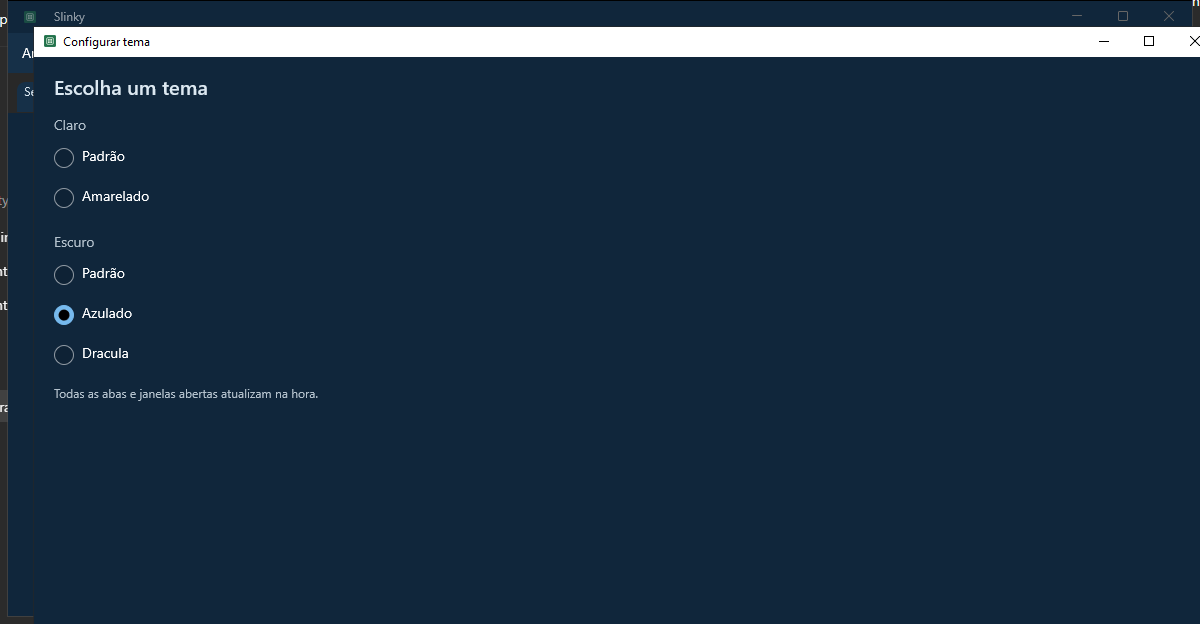 Slinky
Configurar tema
Escolha um tema
Claro
Padrão
Amarelado
Escuro
Padrão
Azulado
Dracula
Todas as abas e janelas abertas atualizam na hora.